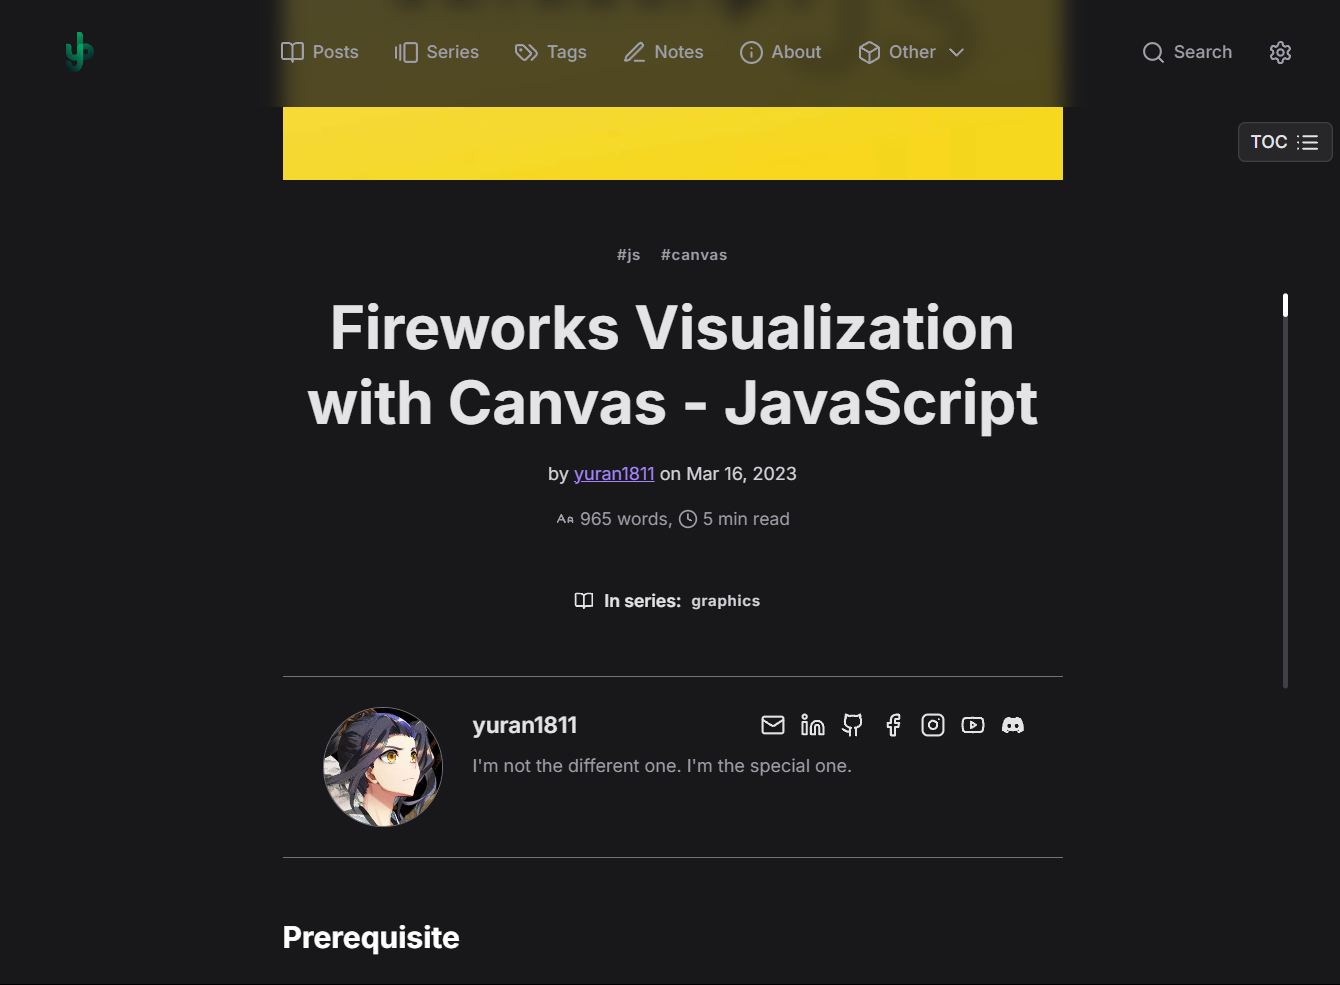 Posts
Series
Tags
Notes
About
Other
Search
TOC
#js #canvas
Fireworks Visualization
with Canvas - JavaScript
by yuran1811 on Mar 16, 2023
965 words, 5 min read
In series: graphics
yuran1811
I'm not the different one. I'm the special one.
Prerequisite